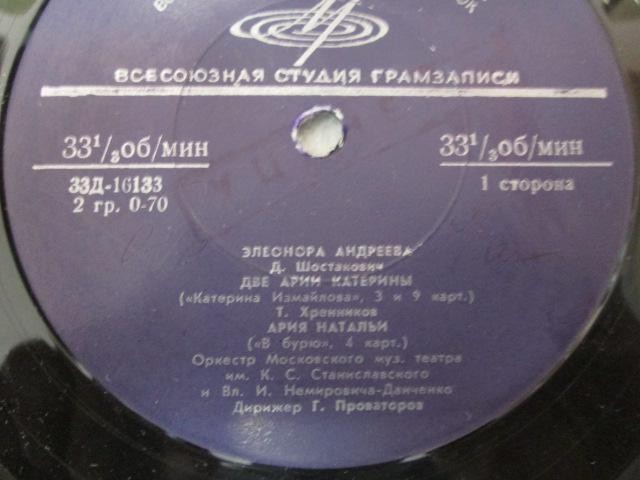 ВСЕСОЮЗНАЯ СТУДИЯ ГРАМЗАПИСИ
33¹/₃об/мин
33¹/₃об/мин
33Д-16133
1 сторона
2 гр. 0-70
ЭЛЕОНОРА АНДРЕЕВА
Д. Шостакович
ДВЕ АРИИ КАТЕРИНЫ
(«Катерина Измайлова», 3 и 9 карт.)
Т. Хренников
АРИЯ НАТАЛЬИ
(«В бурю», 4 карт.)
Оркестр Московского муз. театра
им. К. С. Станиславского
и Вл. И. Немировича-Данченко
Дирижер Г. Проваторов